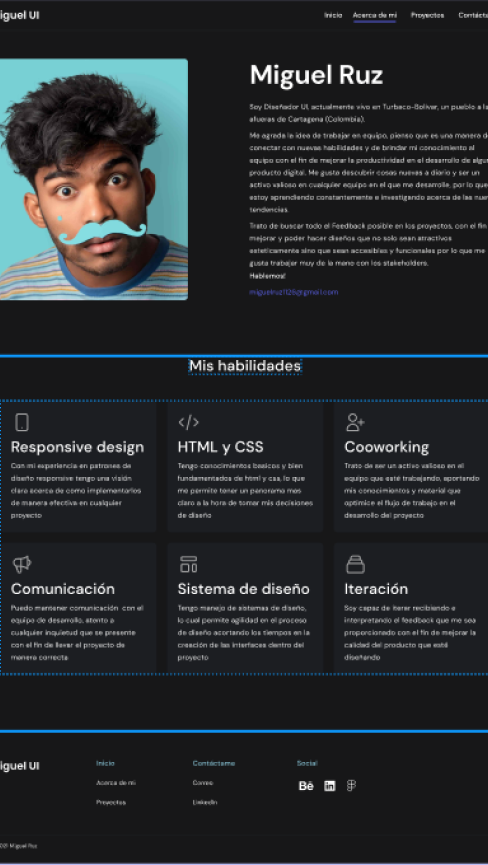 iguel UI
Inicio Acerca de mi Proyectos Contácta
Miguel Ruz
Soy Diseñador UI, actualmente vivo en Turbaco-Bolívar, un pueblo a la
afueras de Cartagena (Colombia).
Me agrada la idea de trabajar en equipo, pienso que es una manera d
conectar con nuevas habilidades y de brindar mi conocimiento al
equipo con el fin de mejorar la productividad en el desarrollo de algu
producto digital. Me gusta descubrir cosas nuevas a diario y ser un
activo valioso en cualquier equipo en el que me desarrolle, por lo que
estoy aprendiendo constantemente e investigando acerca de las nuev
tendencias.
Trato de buscar todo el Feedback posible en los proyectos, con el fin
mejorar y poder hacer diseños que no solo sean atractivos
esteticamente sino que sean accesibles y funcionales por lo que me
gusta trabajar muy de la mano con los stakeholders.
Hablemos!
Mis habilidades
Responsive design
Con mi experiencia en patrones de
diseño responsive tengo una visión
clara acerca de como implementarlos
de manera efectiva en cualquier
proyecto
HTML y CSS
Tengo conocimientos basicos y bien
fundamentados de html y css, lo que
me permite tener un panorama mas
claro a la hora de tomar mis decisiones
de diseño
Cooworking
Trato de ser un activo valioso en el
equipo que esté trabajando, aportando
mis conocimientos y material que
optimice el flujo de trabajo en el
desarrollo del proyecto
Comunicación
Puedo mantener comunicación con el
equipo de desarrollo, atento a
cualquier inquietud que se presente
con el fin de llevar el proyecto de
manera correcta
Sistema de diseño
Tengo manejo de sistemas de diseño,
lo cual permite agilidad en el proceso
de diseño acortando los tiempos en la
creación de las interfaces dentro del
proyecto
Iteración
Soy capaz de iterar recibiendo e
interpretando el feedback que me sea
proporcionado con el fin de mejorar la
calidad del producto que esté
diseñando
iguel UI
Inicio
Acerca de mi
Proyectos
Contáctame
Correo
Linkedin
Social
Bē in
2021 Miguel Ruz